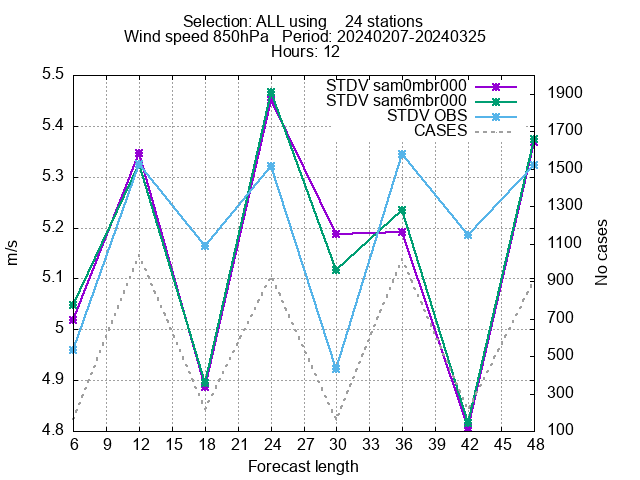 Selection: ALL using    24 stations
Wind speed 850hPa   Period: 20240207-20240325
Hours: 12
STDV sam0mbr000
STDV sam6mbr000
STDV OBS
CASES
m/s
5.5
5.4
5.3
5.2
5.1
5
4.9
4.8
No cases
1900
1700
1500
1300
1100
900
700
500
300
100
6 9 12 15 18 21 24 27 30 33 36 39 42 45 48
Forecast length